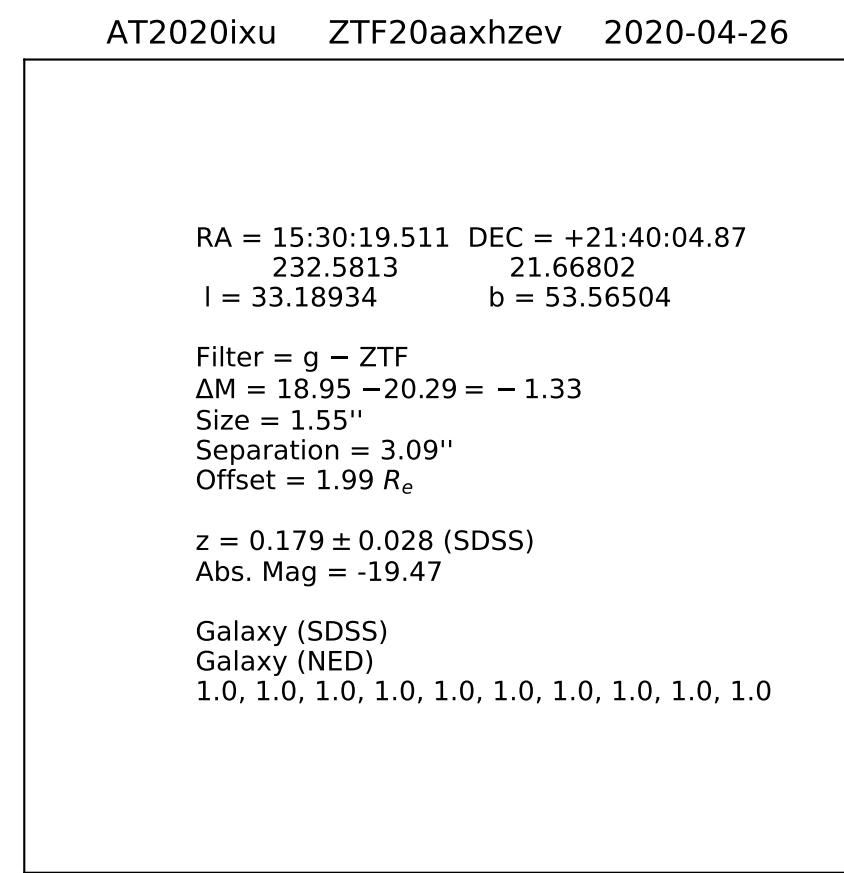 AT2020ixu ZTF20aaxhzev 2020-04-26
RA = 15:30:19.511 DEC = +21:40:04.87
232.5813 21.66802
l = 33.18934 b = 53.56504
Filter = g − ZTF
ΔM = 18.95 −20.29 = − 1.33
Size = 1.55''
Separation = 3.09''
Offset = 1.99 Rₑ
z = 0.179 ± 0.028 (SDSS)
Abs. Mag = -19.47
Galaxy (SDSS)
Galaxy (NED)
1.0, 1.0, 1.0, 1.0, 1.0, 1.0, 1.0, 1.0, 1.0, 1.0